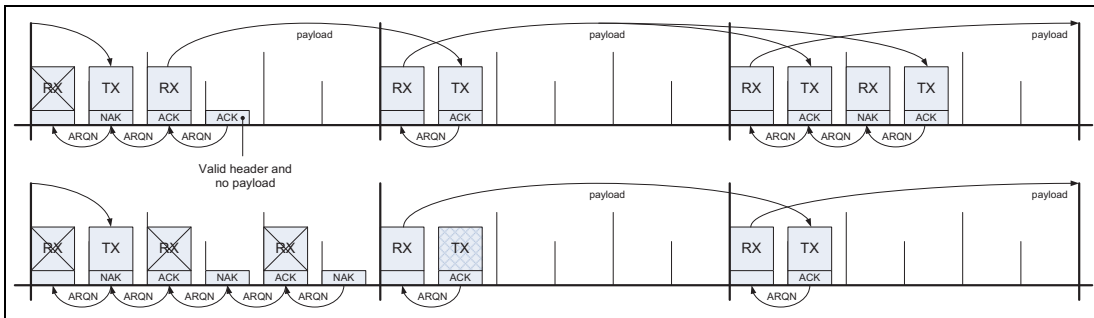 payload payload payload
RX TX RX RX TX RX TX RX TX
NAK ACK ACK ACK ACK NAK ACK
ARQN ARQN ARQN ARQN ARQN ARQN ARQN
Valid header and
no payload
payload payload
RX TX RX RX RX TX RX TX
NAK ACK NAK ACK NAK ACK ACK
ARQN ARQN ARQN ARQN ARQN ARQN ARQN